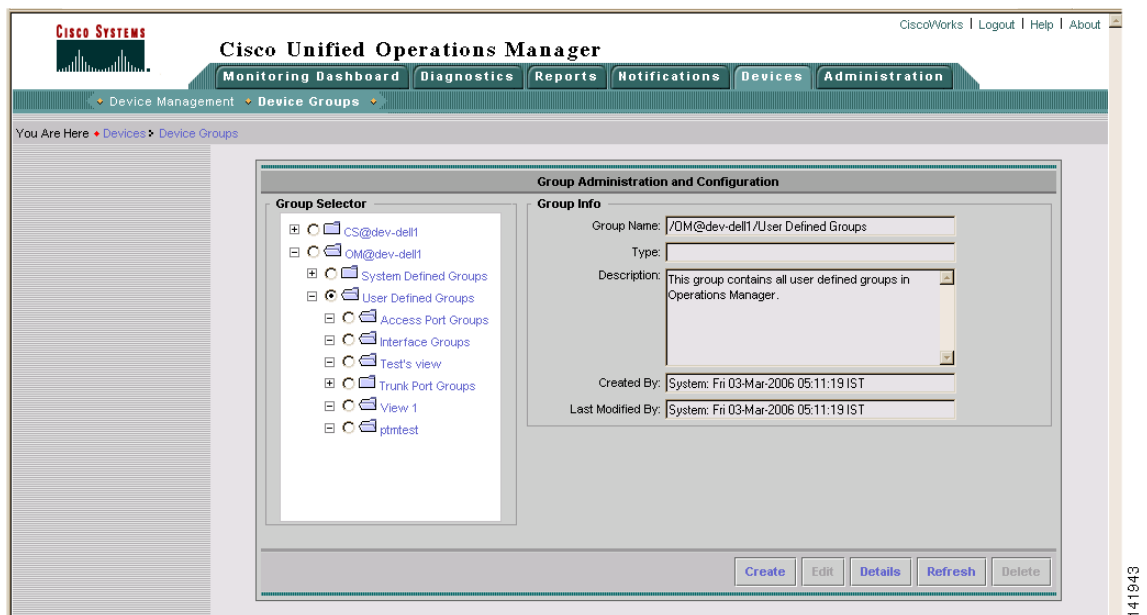 CiscoWorks | Logout | Help | About
CISCO SYSTEMS
Cisco Unified Operations Manager
Monitoring Dashboard Diagnostics Reports Notifications Devices Administration
Device Management Device Groups
You Are Here Devices Device Groups
Group Administration and Configuration
Group Selector
CS@dev-dell1
OM@dev-dell1
System Defined Groups
User Defined Groups
Access Port Groups
Interface Groups
Test's view
Trunk Port Groups
View 1
ptmtest
Group Info
Group Name: /OM@dev-dell1/User Defined Groups
Type:
Description: This group contains all user defined groups in
Operations Manager.
Created By: System: Fri 03-Mar-2006 05:11:19 IST
Last Modified By: System: Fri 03-Mar-2006 05:11:19 IST
Create Edit Details Refresh Delete
141943